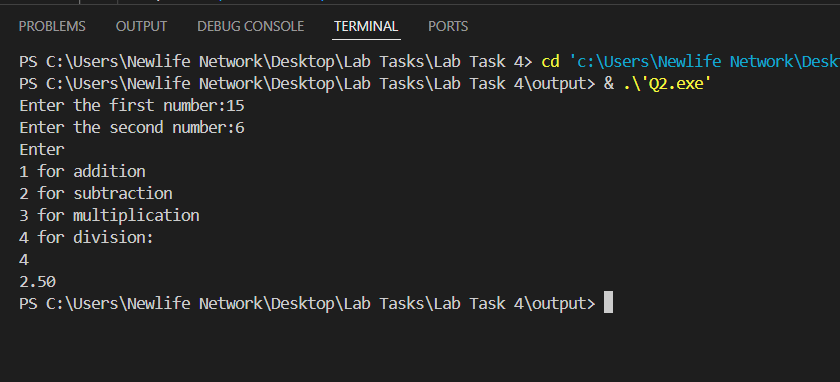 PROBLEMS OUTPUT DEBUG CONSOLE TERMINAL PORTS
PS C:\Users\Newlife Network\Desktop\Lab Tasks\Lab Task 4> cd 'c:\Users\Newlife Network\Desk
PS C:\Users\Newlife Network\Desktop\Lab Tasks\Lab Task 4\output> & .\'Q2.exe'
Enter the first number:15
Enter the second number:6
Enter
1 for addition
2 for subtraction
3 for multiplication
4 for division:
4
2.50
PS C:\Users\Newlife Network\Desktop\Lab Tasks\Lab Task 4\output>